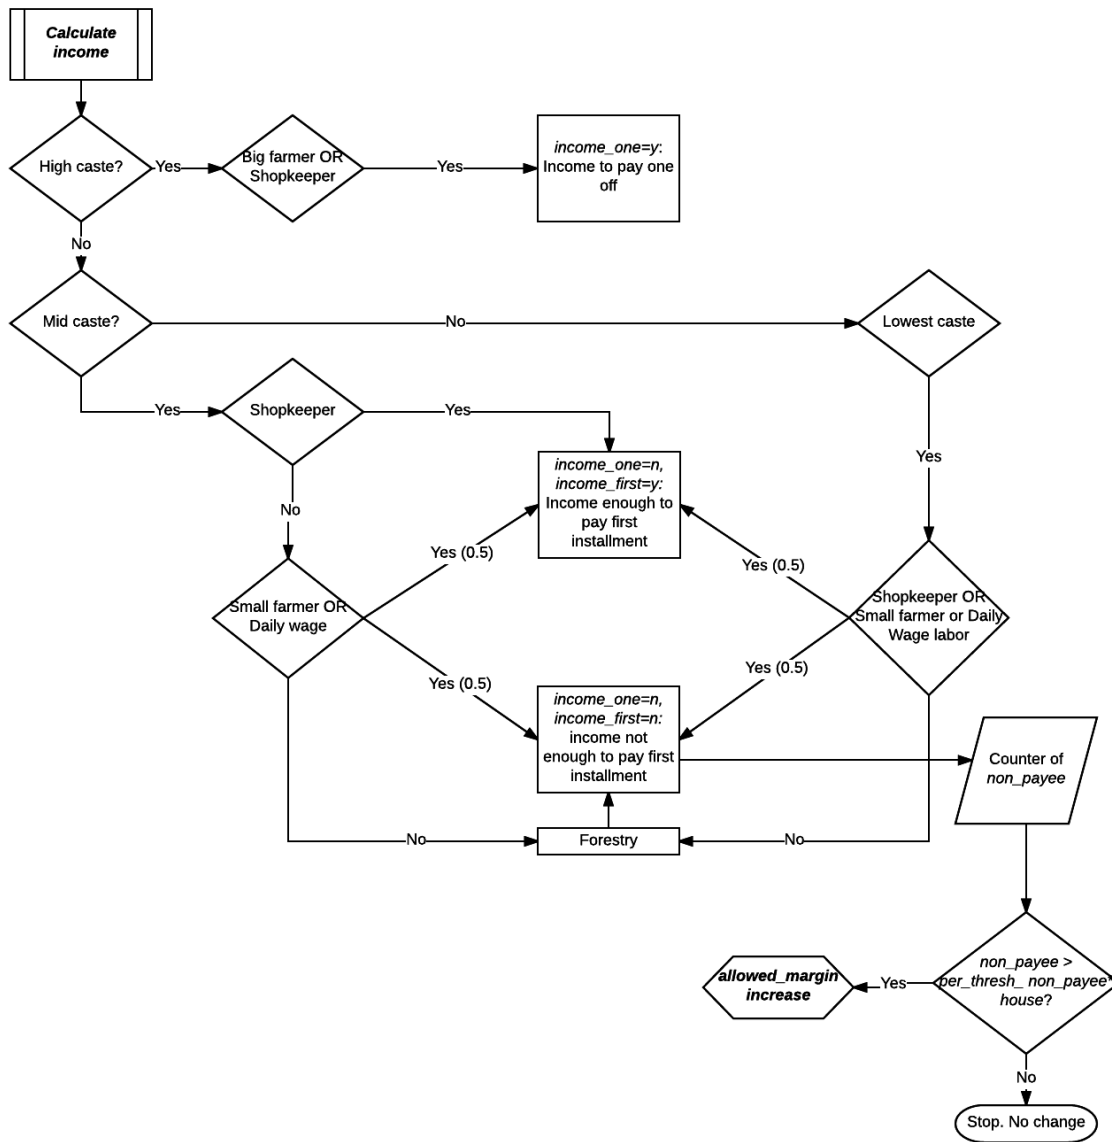 Calculate
income
High caste?
Yes
Big farmer OR
Shopkeeper
Yes
income_one=y:
Income to pay one
off
No
Mid caste?
No
Lowest caste
Yes
Shopkeeper
Yes
Yes
income_one=n,
income_first=y:
Income enough to
pay first
installment
No
Yes (0.5)
Yes (0.5)
Small farmer OR
Daily wage
Shopkeeper OR
Small farmer or Daily
Wage labor
Yes (0.5)
Yes (0.5)
income_one=n,
income_first=n:
income not
enough to pay first
installment
Counter of
non_payee
No
Forestry
No
non_payee >
per_thresh_ non_payee*
house?
Yes
allowed_margin
increase
No
Stop. No change